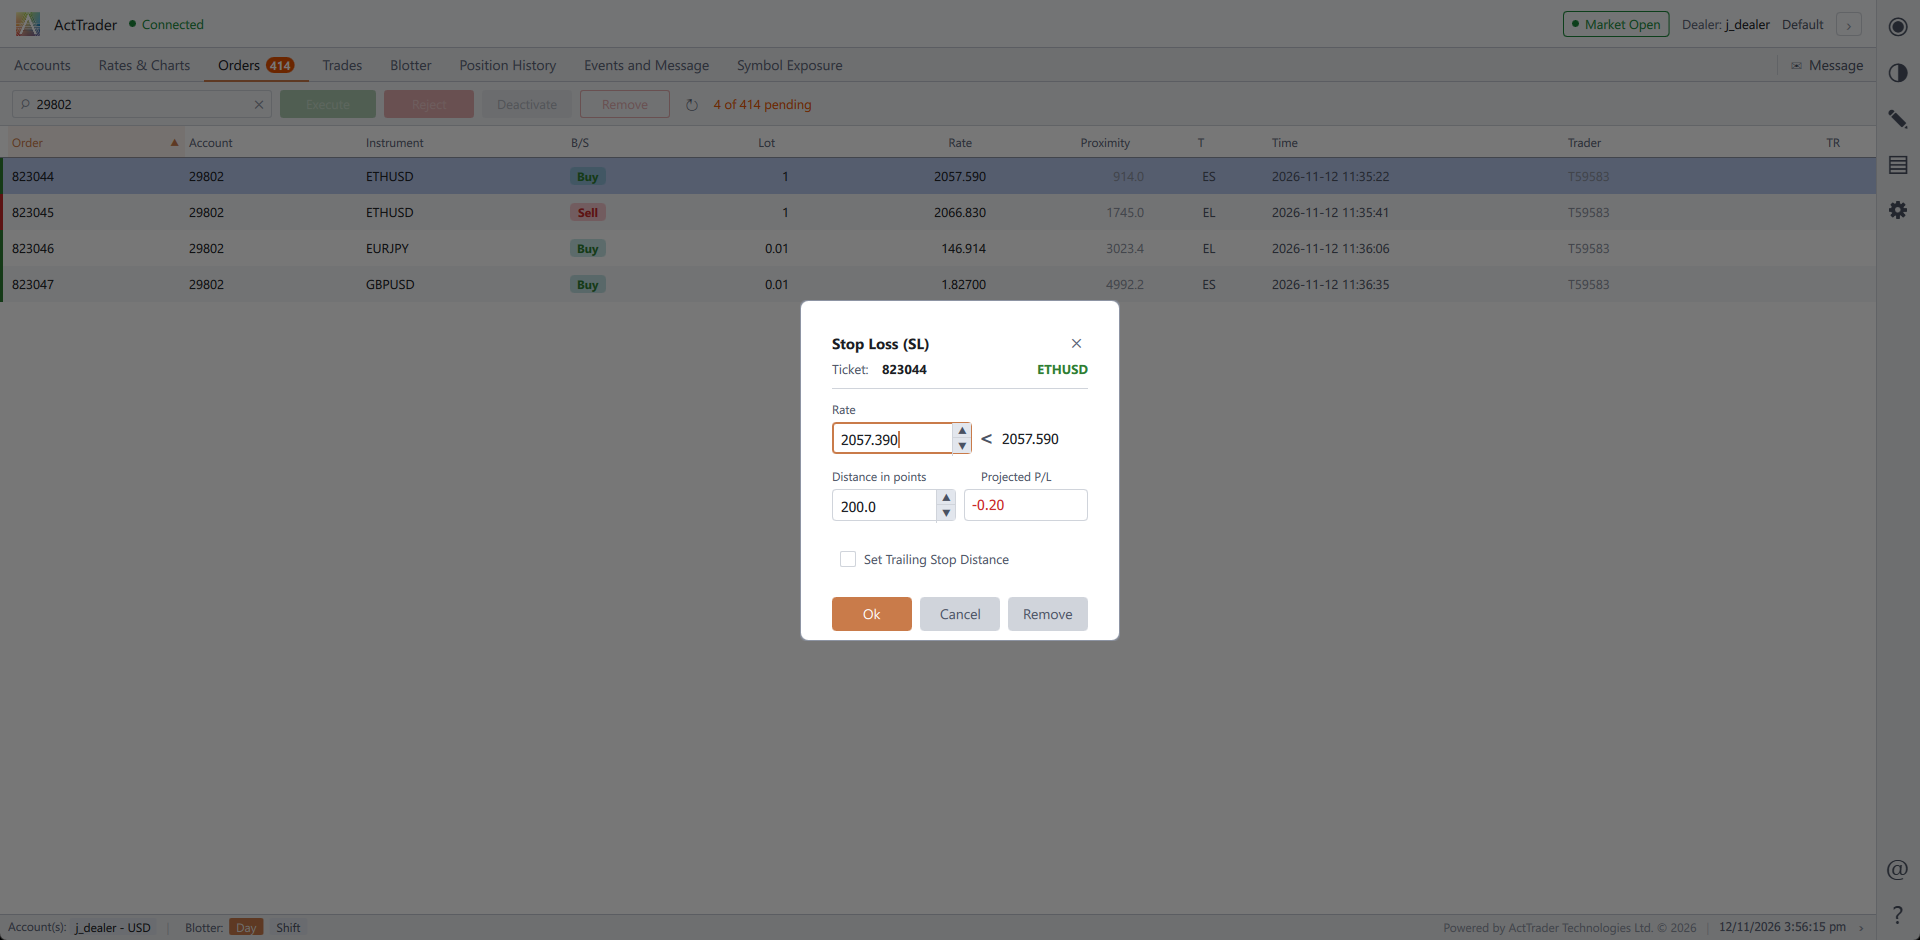 ActTrader
Connected
Market Open
Dealer: j_dealer
Default
Accounts
Rates & Charts
Orders 414
Trades
Blotter
Position History
Events and Message
Symbol Exposure
Message
29802
Execute
Reject
Deactivate
Remove
4 of 414 pending
Order Account Instrument B/S Lot Rate Proximity T Time Trader TR
823044 29802 ETHUSD Buy 1 2057.590 914.0 ES 2026-11-12 11:35:22 T59583
823045 29802 ETHUSD Sell 1 2066.830 1745.0 EL 2026-11-12 11:35:41 T59583
823046 29802 EURJPY Buy 0.01 146.914 3023.4 EL 2026-11-12 11:36:06 T59583
823047 29802 GBPUSD Buy 0.01 1.82700 4992.2 ES 2026-11-12 11:36:35 T59583
Stop Loss (SL)
Ticket: 823044 ETHUSD
Rate
2057.390 < 2057.590
Distance in points Projected P/L
200.0 -0.20
Set Trailing Stop Distance
Ok Cancel Remove
@
?
Account(s): j_dealer - USD
Blotter: Day Shift
Powered by ActTrader Technologies Ltd. © 2026
12/11/2026 3:56:15 pm